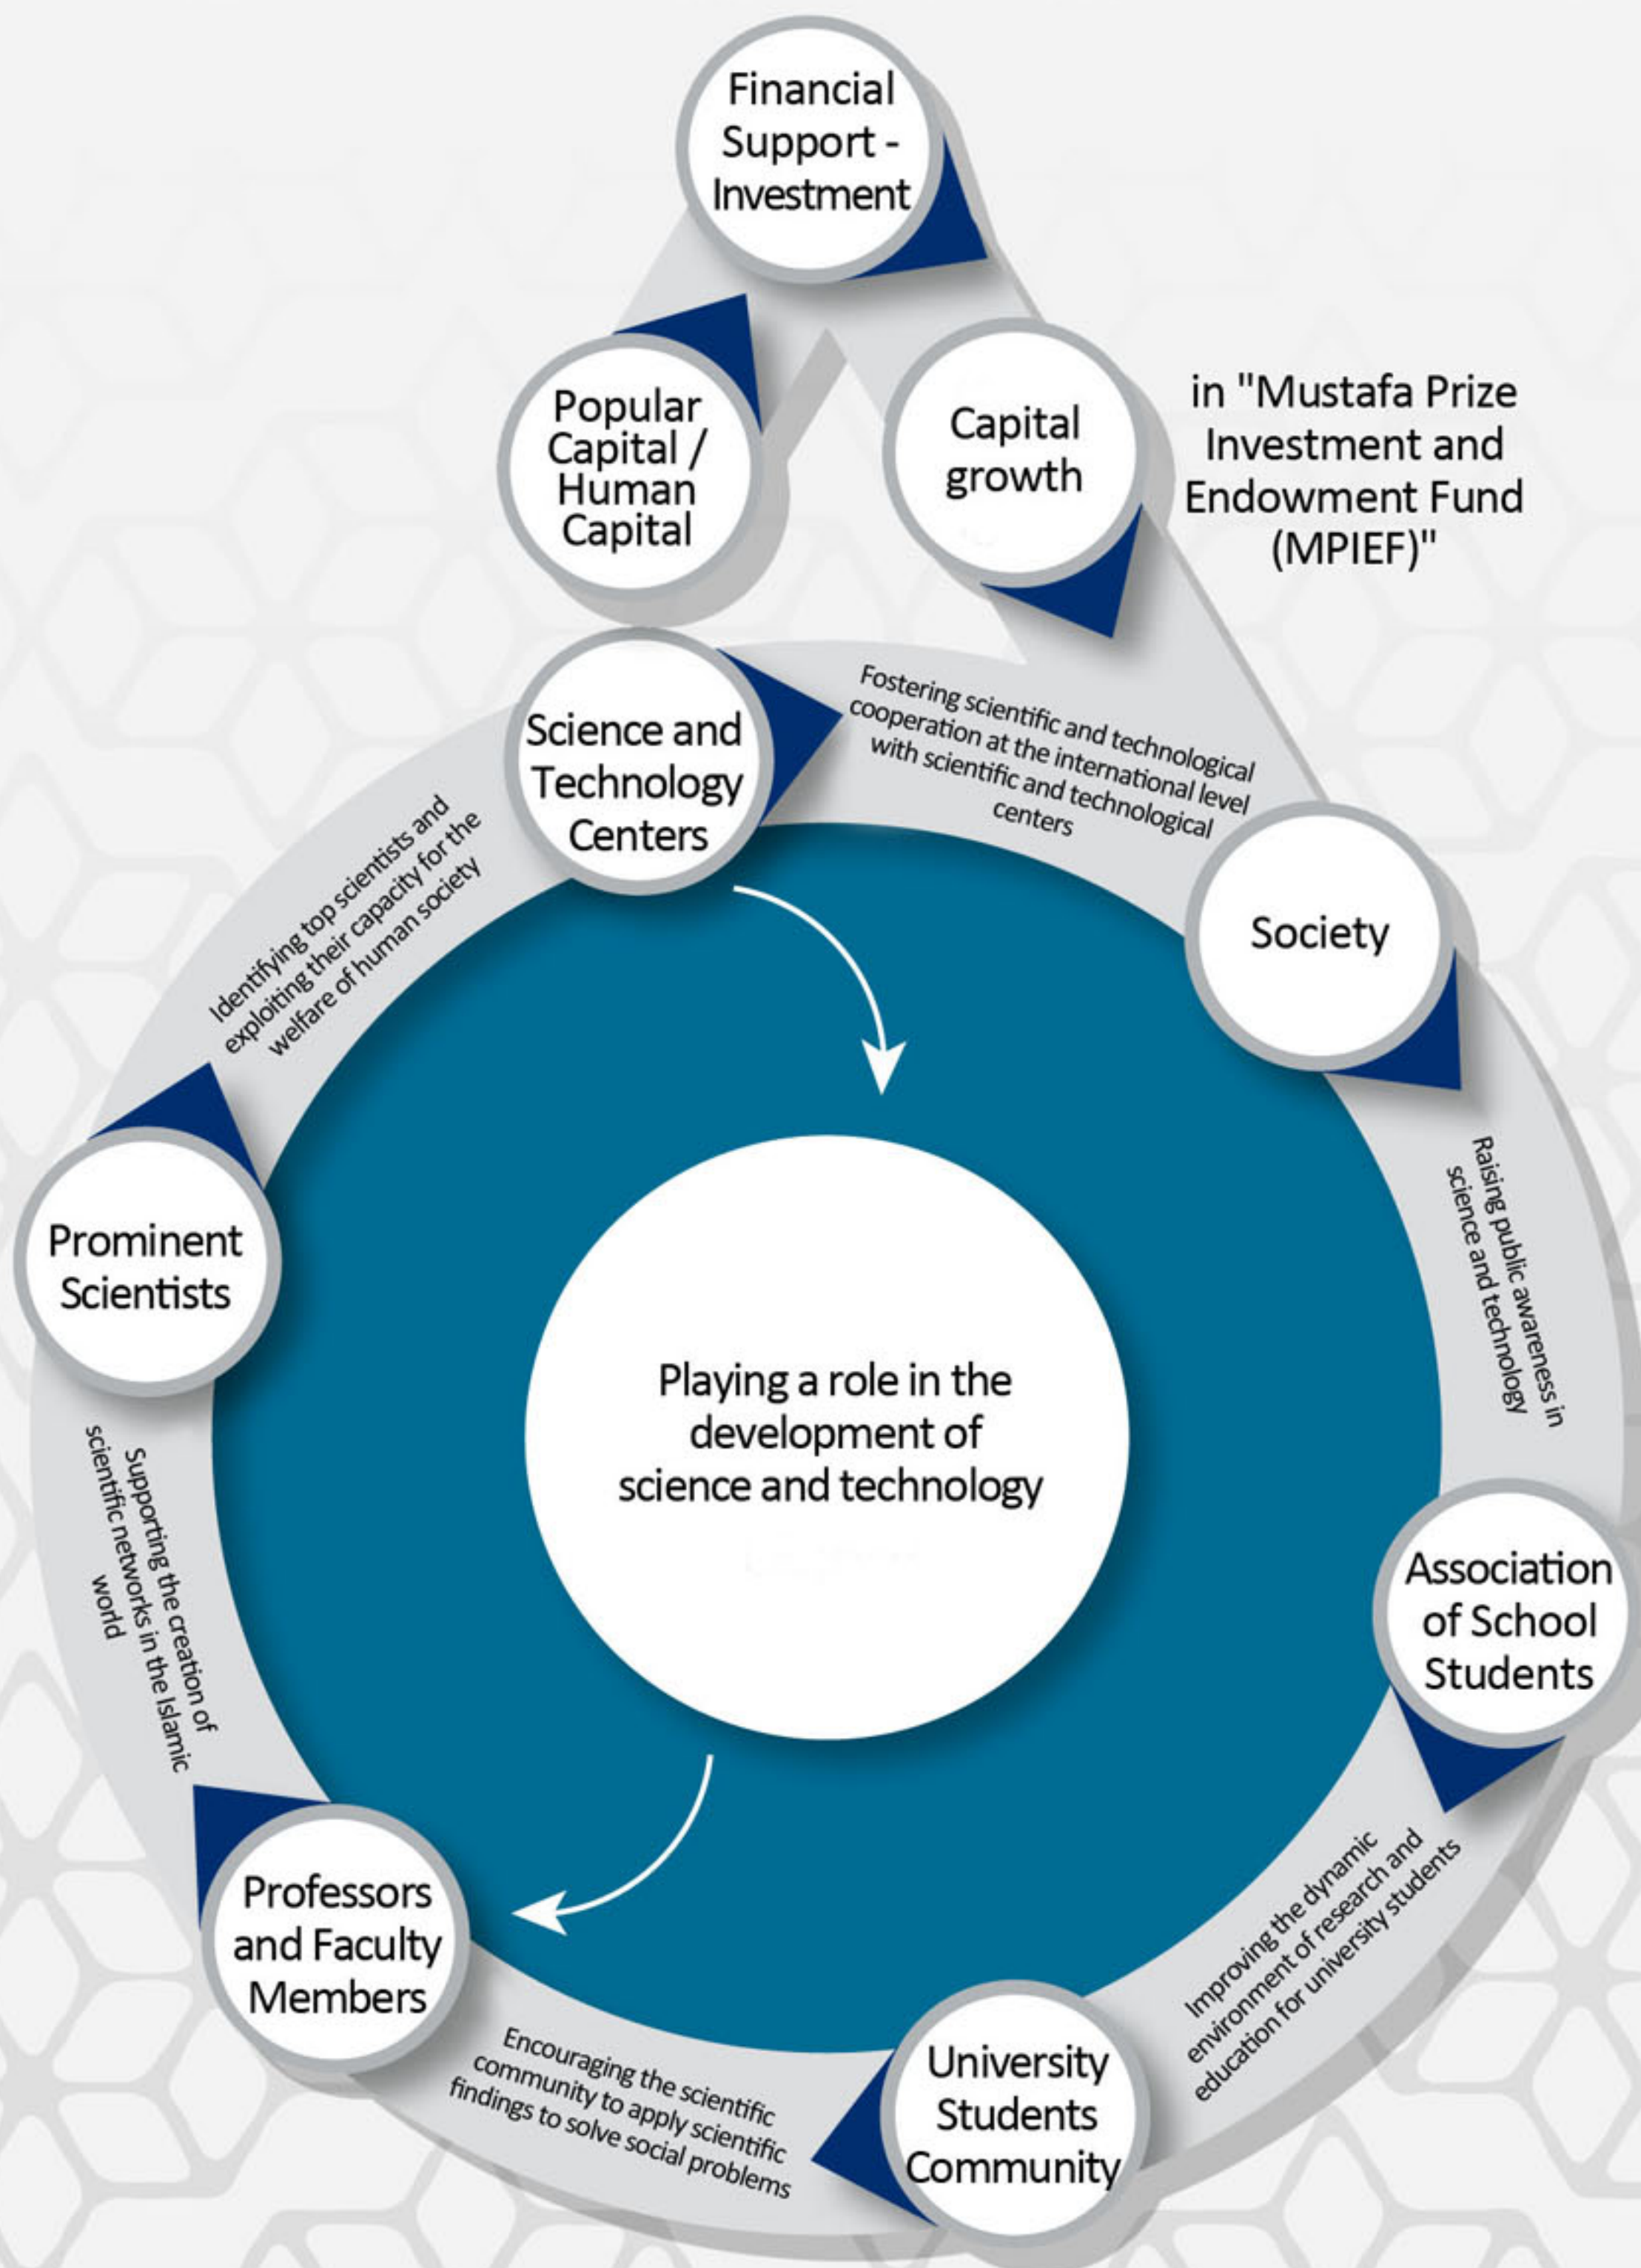 Financial
Support -
Investment
Popular
Capital /
Human
Capital
Capital
growth
in "Mustafa Prize
Investment and
Endowment Fund
(MPIEF)"
Science and
Technology
Centers
Fostering scientific and technological
cooperation at the international level
with scientific and technological
centers
Society
Raising public awareness in
science and technology
Association
of School
Students
Improving the dynamic
environment of research and
education for university students
University
Students
Community
Encouraging the scientific
community to apply scientific
findings to solve social problems
Professors
and Faculty
Members
Supporting the creation of
scientific networks in the Islamic
world
Prominent
Scientists
Identifying top scientists and
exploiting their capacity for the
welfare of human society
Playing a role in the
development of
science and technology